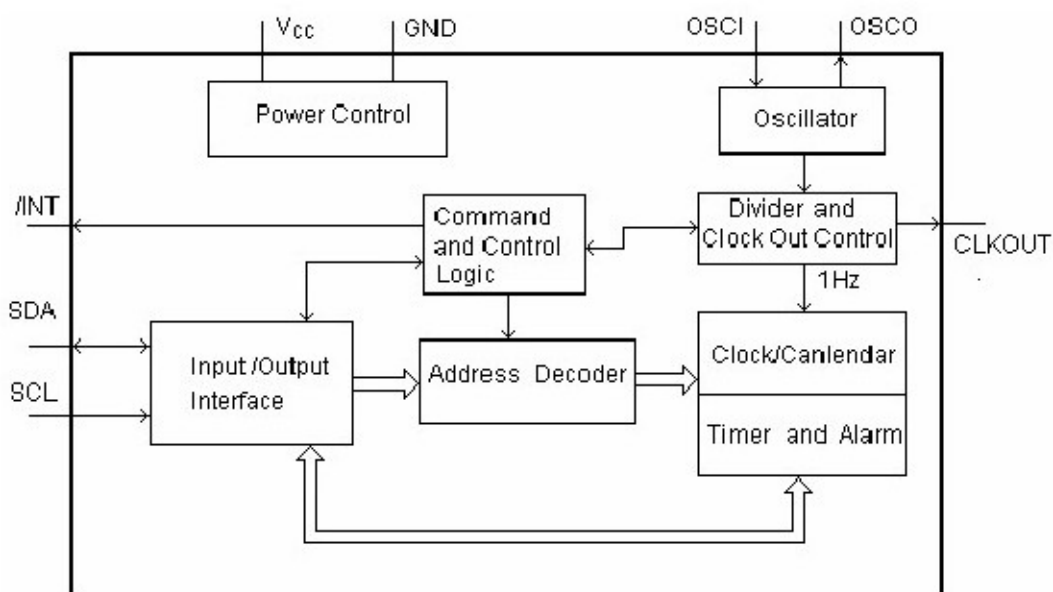 Vcc
GND
OSCI
OSCO
Power Control
Oscillator
/INT
Command
and Control
Logic
Divider and
Clock Out Control
CLKOUT
1Hz
SDA
SCL
Input /Output
Interface
Address Decoder
Clock/Canlendar
Timer and Alarm